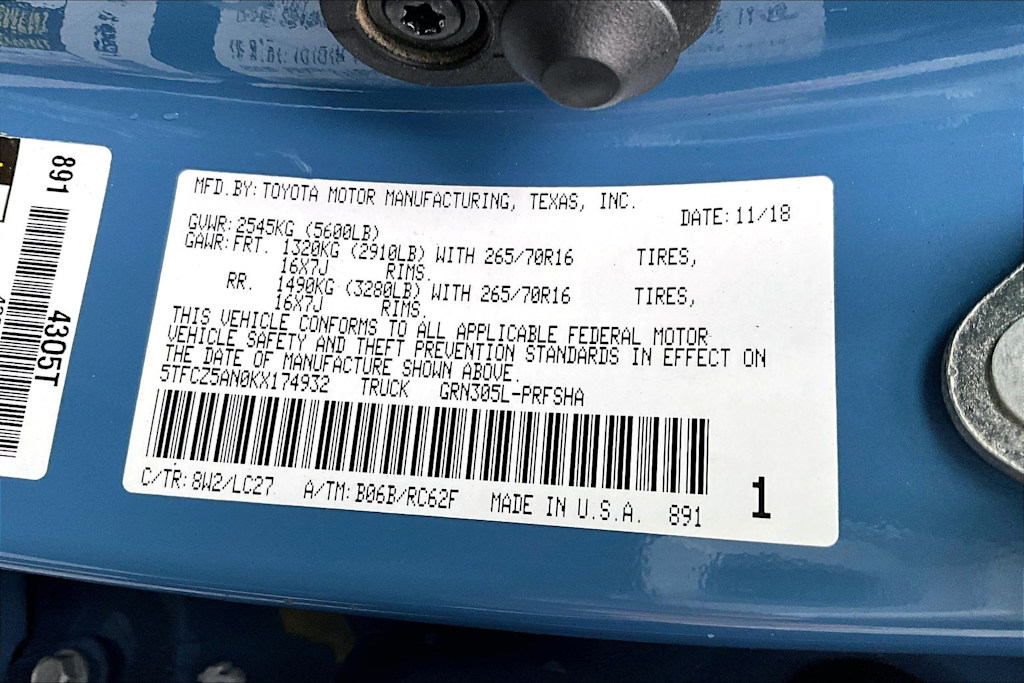 MFD.BY:TOYOTA MOTOR MANUFACTURING, TEXAS, INC.
DATE:11/18
GVWR:2545KG (5600LB)
GAWR:FRT. 1320KG (2910LB) WITH 265/70R16 TIRES,
16X7J RIMS.
RR. 1490KG (3280LB) WITH 265/70R16 TIRES,
16X7J RIMS.
THIS VEHICLE CONFORMS TO ALL APPLICABLE FEDERAL MOTOR
VEHICLE SAFETY AND THEFT PREVENTION STANDARDS IN EFFECT ON
THE DATE OF MANUFACTURE SHOWN ABOVE.
5TFCZ5AN0KX174932 TRUCK GRN305L-PRFSHA
C/TR:8W2/LC27 A/TM:B06B/RC62F MADE IN U.S.A. 891
1
891
4305T